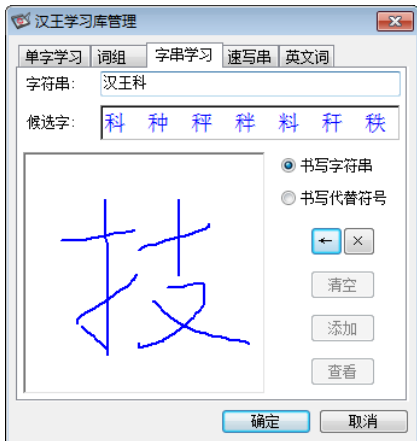 汉王学习库管理
单字学习 词组 字串学习 速写串 英文词
字符串: 汉王科
候选字: 科 种 秤 秚 料 秆 秩
书写字符串
书写代替符号
技
← ×
清空
添加
查看
确定 取消